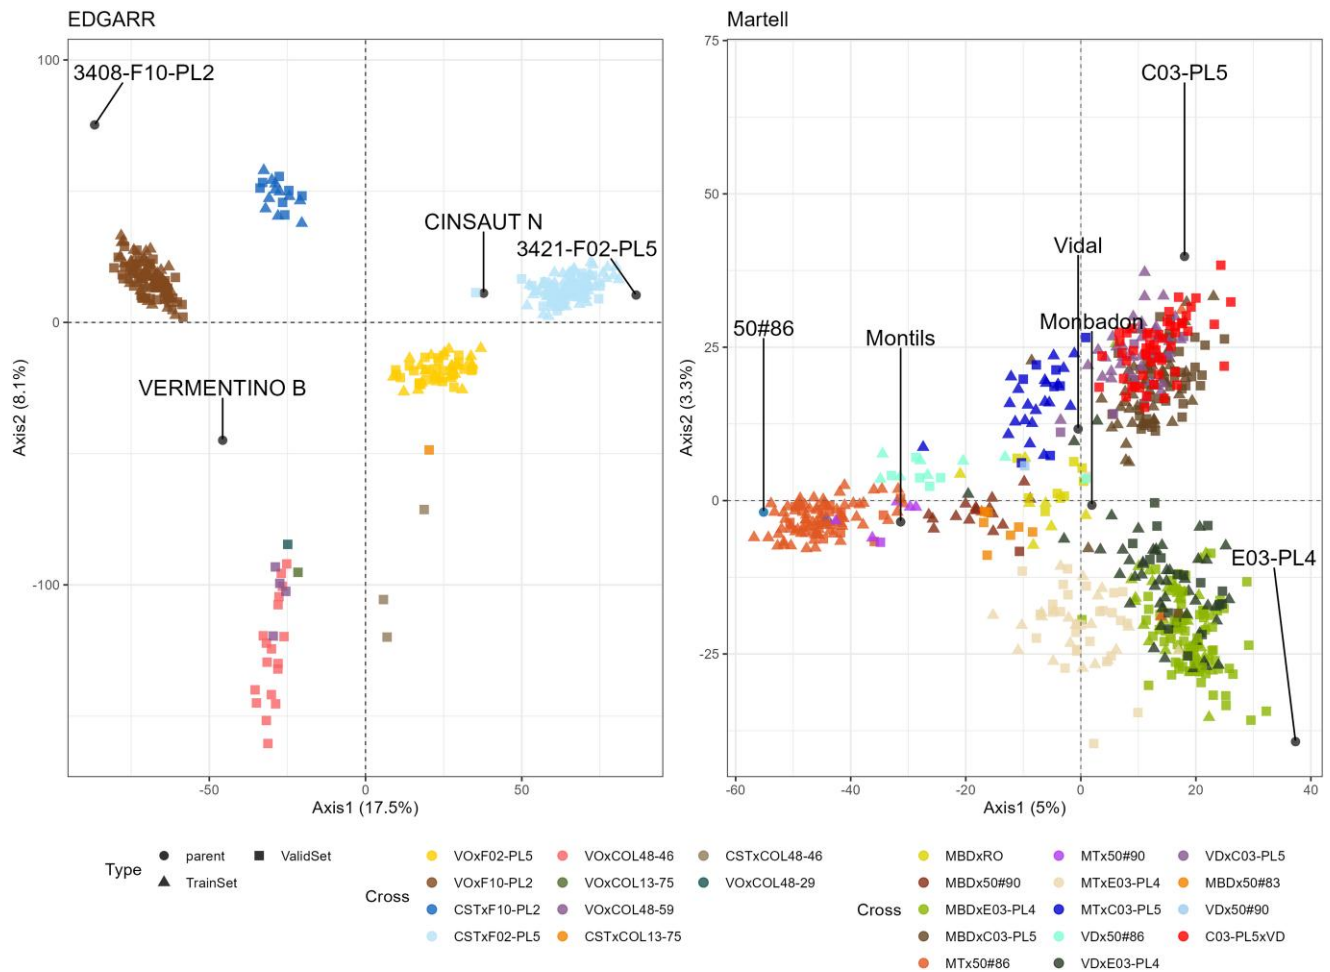 EDGARR
Martell
3408-F10-PL2
CINSAUT N
3421-F02-PL5
VERMENTINO B
100
0
-100
Axis2 (8.1%)
-50
0
50
Axis1 (17.5%)
C03-PL5
Vidal
50#86
Montils
Monbadon
E03-PL4
75
50
25
0
-25
Axis2 (3.3%)
-60
-40
-20
0
20
40
Axis1 (5%)
Type
parent
ValidSet
TrainSet
Cross
VOxF02-PL5
VOxCOL48-46
CSTxCOL48-46
VOxF10-PL2
VOxCOL13-75
VOxCOL48-29
CSTxF10-PL2
VOxCOL48-59
CSTxF02-PL5
CSTxCOL13-75
Cross
MBDxRO
MTx50#90
VDxC03-PL5
MBDx50#90
MTxE03-PL4
MBDx50#83
MBDxE03-PL4
MTxC03-PL5
VDx50#90
MBDxC03-PL5
VDx50#86
C03-PL5xVD
MTx50#86
VDxE03-PL4